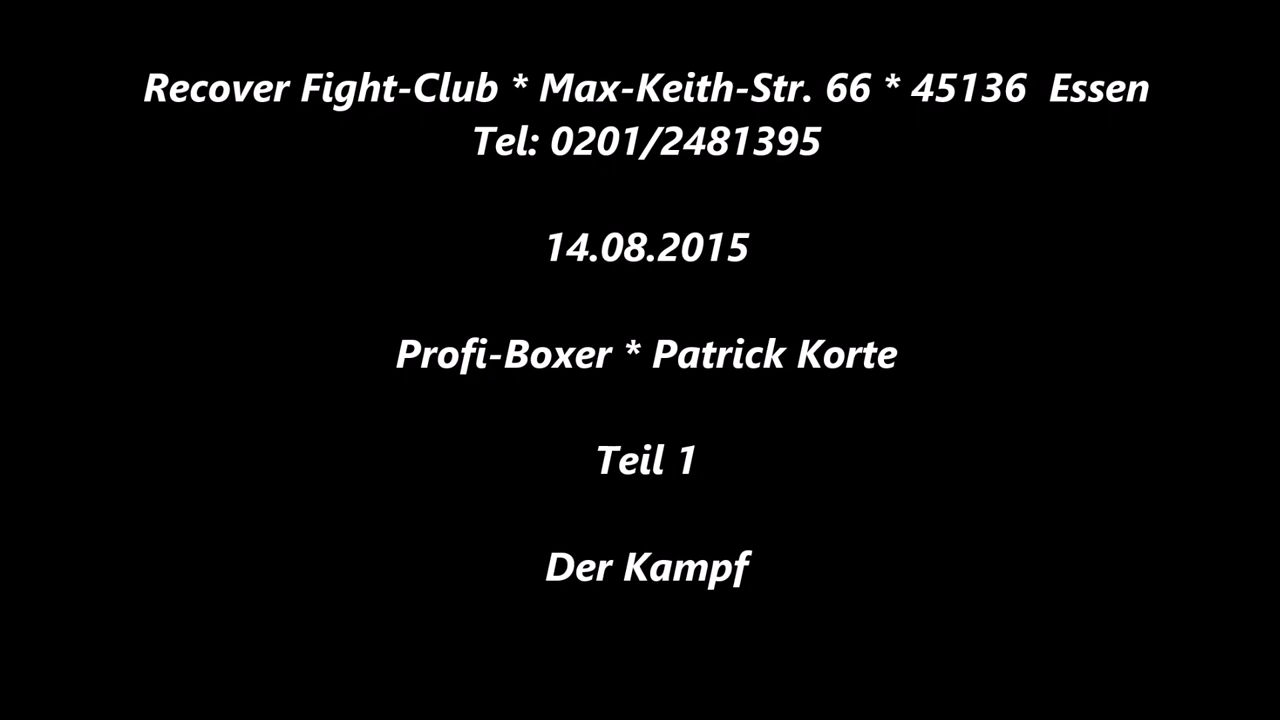 Recover Fight-Club * Max-Keith-Str. 66 * 45136 Essen
Tel: 0201/2481395
14.08.2015
Profi-Boxer * Patrick Korte
Teil 1
Der Kampf